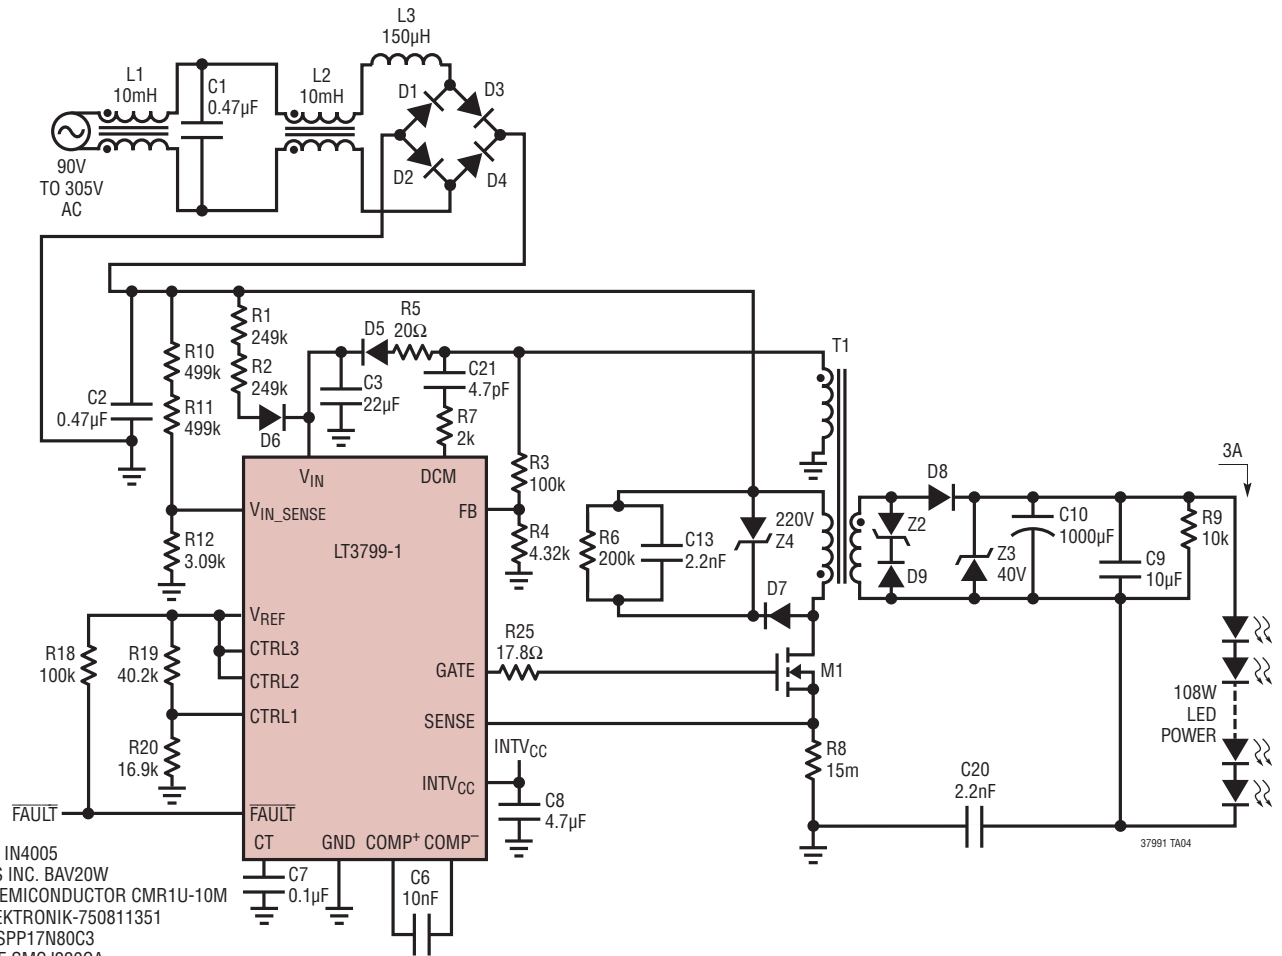 L3
150µH
L1
10mH
C1
0.47µF
L2
10mH
D1
D3
D2
D4
90V
TO 305V
AC
R1
249k
R5
20Ω
D5
T1
R10
499k
R2
249k
C3
22µF
C21
4.7pF
C2
0.47µF
R11
499k
R7
2k
D6
VIN
DCM
R3
100k
3A
D8
VIN_SENSE
FB
LT3799-1
R12
3.09k
R4
4.32k
R6
200k
C13
2.2nF
220V
Z4
Z2
D9
Z3
40V
C10
1000µF
C9
10µF
R9
10k
D7
VREF
CTRL3
CTRL2
CTRL1
R18
100k
R19
40.2k
R20
16.9k
R25
17.8Ω
GATE
M1
SENSE
108W
LED
POWER
INTVCC
INTVCC
R8
15m
C20
2.2nF
C8
4.7µF
FAULT
FAULT
CT
GND
COMP+
COMP–
37991 TA04
C7
0.1µF
C6
10nF
IN4005
S INC. BAV20W
EMICONDUCTOR CMR1U-10M
EKTRONIK-750811351
SPP17N80C3